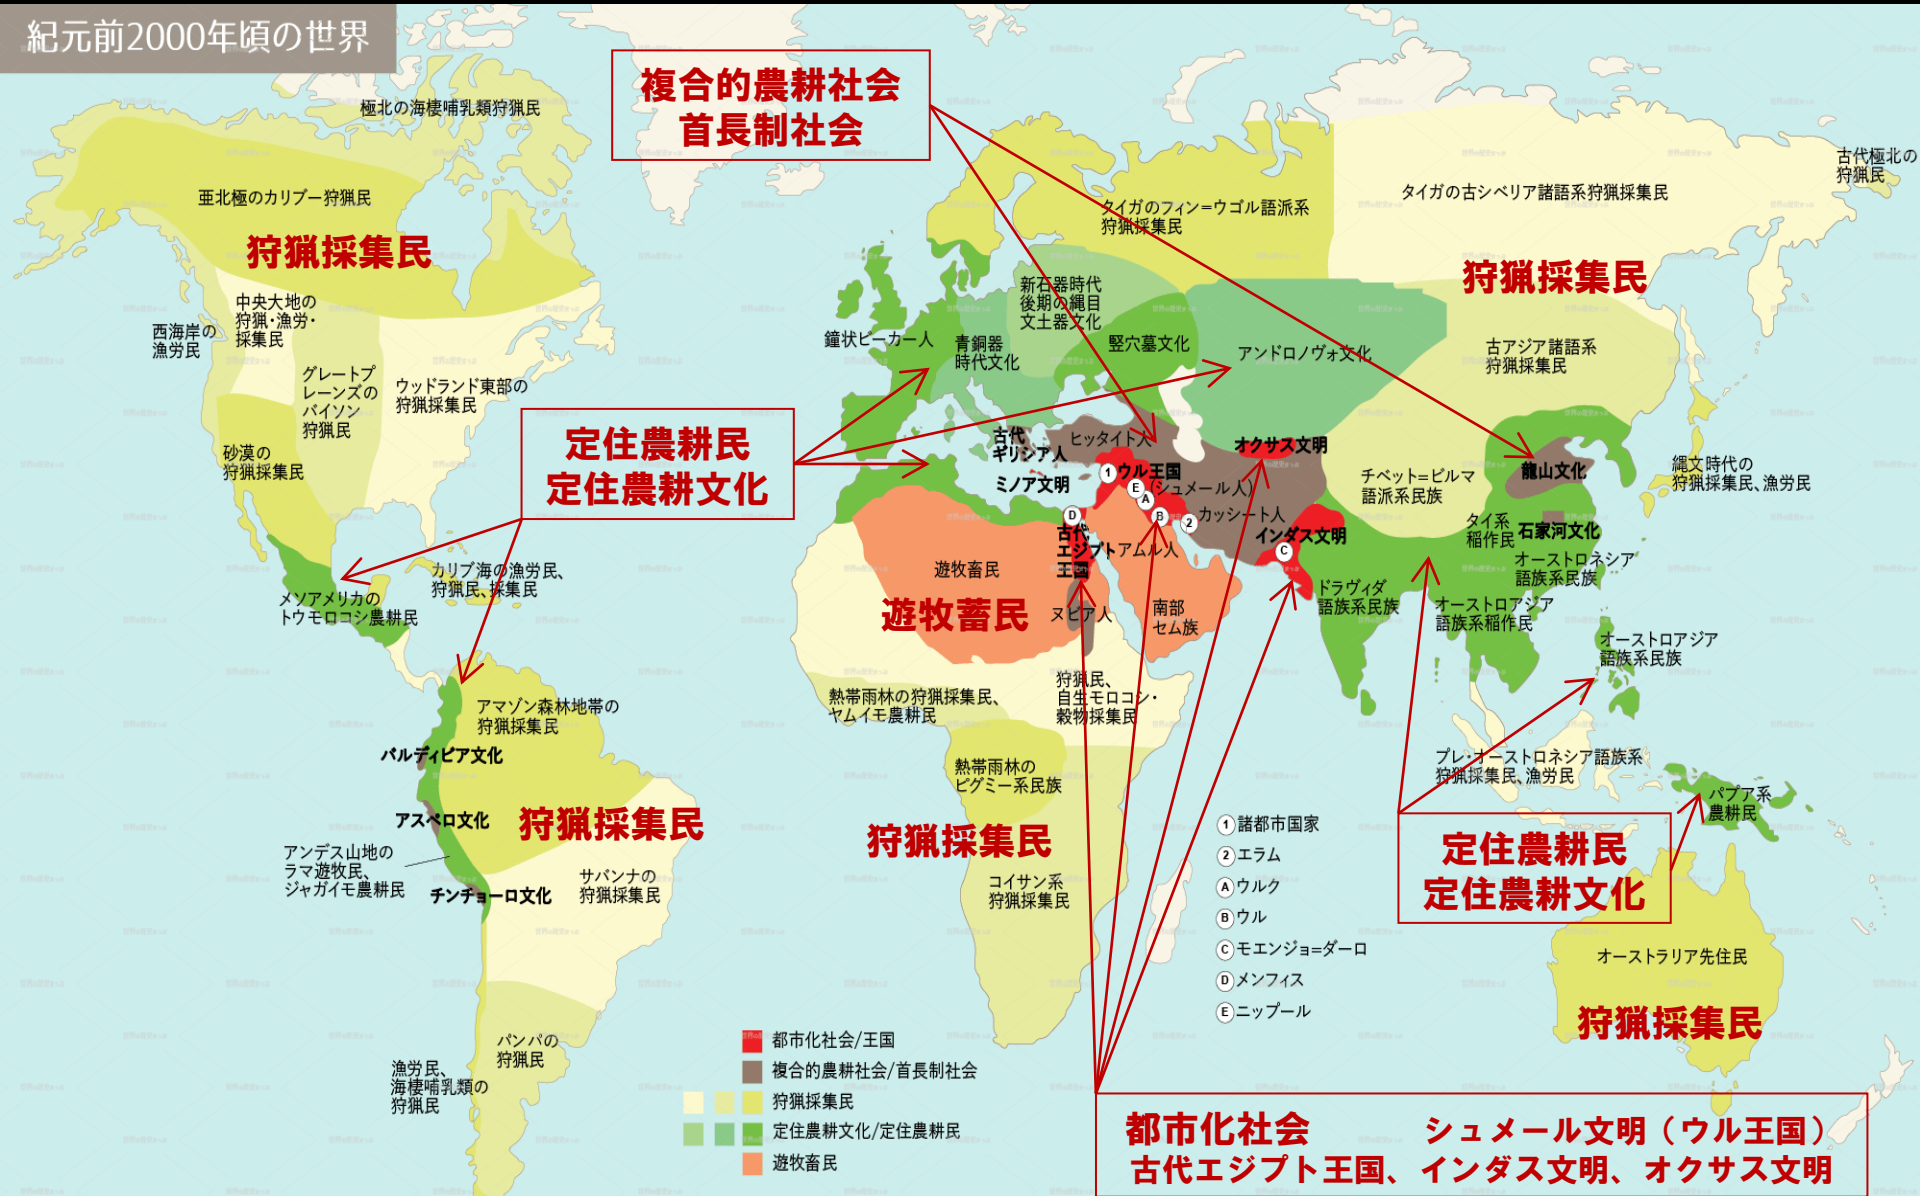 紀元前2000年頃の世界
複合的農耕社会
首長制社会
極北の海棲哺乳類狩猟民
古代極北の
狩猟民
亜北極のカリブー狩猟民
狩猟採集民
タイガのフィン=ウゴル語派系
狩猟採集民
タイガの古シベリア諸語系狩猟採集民
狩猟採集民
中央大地の
狩猟・漁労・
採集民
西海岸の
漁労民
グレートプ
レーンズの
バイソン
狩猟民
ウッドランド東部の
狩猟採集民
砂漠の
狩猟採集民
新石器時代
後期の縄目
文土器文化
鐘状ビーカー人
青銅器
時代文化
竪穴墓文化
アンドロノヴォ文化
古アジア諸語系
狩猟採集民
定住農耕民
定住農耕文化
古代
ギリシア人
ミノア文明
ヒッタイト人
オクサス文明
1
ウル王国
E
(シュメール人)
A
B
2
カッシート人
D
インダス文明
C
チベット=ビルマ
語派系民族
龍山文化
縄文時代の
狩猟採集民、漁労民
タイ系
稲作民
石家河文化
オーストロネシア
語族系民族
古代
エジプト
王国
アムル人
遊牧畜民
遊牧蓄民
ヌビア人
南部
セム族
ドラヴィダ
語族系民族
オーストロアジア
語族系稲作民
オーストロアジア
語族系民族
カリブ海の漁労民、
狩猟民、採集民
メソアメリカの
トウモロコシ農耕民
アマゾン森林地帯の
狩猟採集民
バルディビア文化
アスペロ文化
狩猟採集民
アンデス山地の
ラマ遊牧民、
ジャガイモ農耕民
チンチョーロ文化
サバンナの
狩猟採集民
パンパの
狩猟民
漁労民、
海棲哺乳類の
狩猟民
熱帯雨林の狩猟採集民、
ヤムイモ農耕民
狩猟民、
自生モロコシ・
穀物採集民
熱帯雨林の
ピグミー系民族
狩猟採集民
コイサン系
狩猟採集民
プレ・オーストロネシア語族系
狩猟採集民、漁労民
パプア系
農耕民
定住農耕民
定住農耕文化
オーストラリア先住民
狩猟採集民
1 諸都市国家
2 エラム
A ウルク
B ウル
C モエンジョ=ダーロ
D メンフィス
E ニップール
都市化社会/王国
複合的農耕社会/首長制社会
狩猟採集民
定住農耕文化/定住農耕民
遊牧畜民
都市化社会 シュメール文明（ウル王国）
古代エジプト王国、インダス文明、オクサス文明